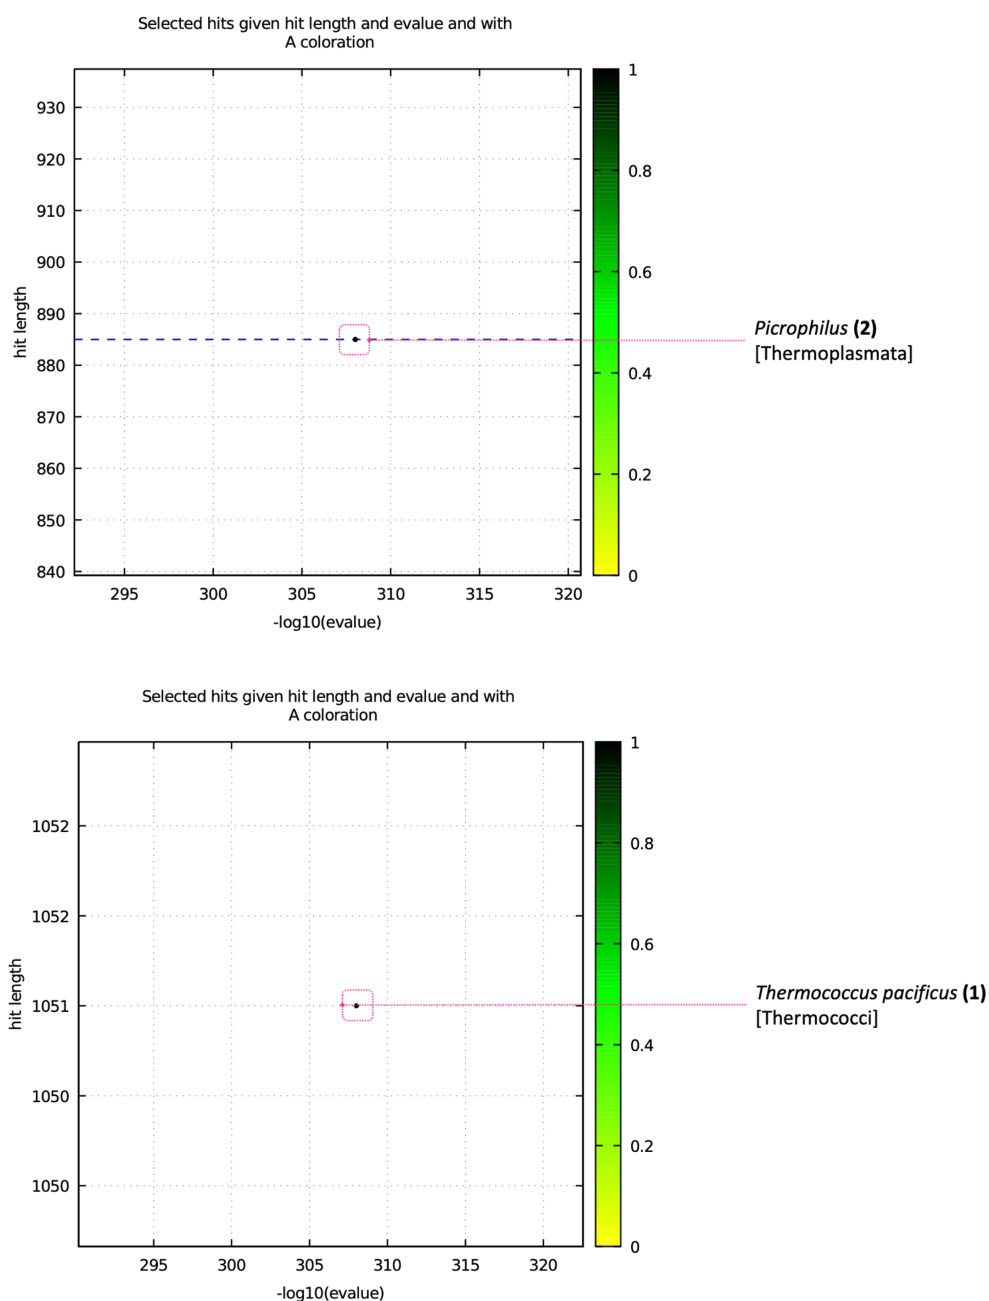 Selected hits given hit length and evalue and with
A coloration
930
920
910
900
890
880
870
860
850
840
hit length
295 300 305 310 315 320
-log10(evalue)
1
0.8
0.6
0.4
0.2
0
Picrophilus (2)
[Thermoplasmata]
Selected hits given hit length and evalue and with
A coloration
1052
1052
1051
1050
1050
hit length
295 300 305 310 315 320
-log10(evalue)
1
0.8
0.6
0.4
0.2
0
Thermococcus pacificus (1)
[Thermococci]